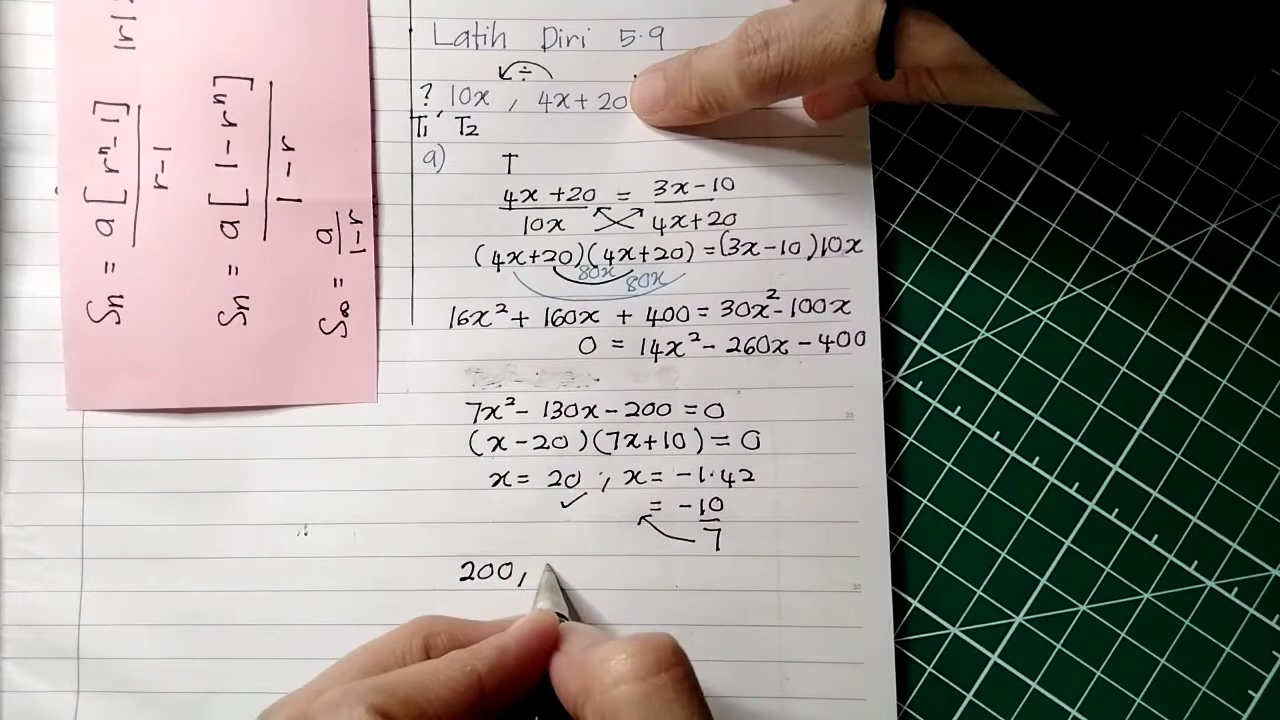 Latih Diri 5.9
÷
? 10x , 4x + 20
T₁, T₂
a) T
(4x + 20)/10x = (3x - 10)/(4x + 20)
(4x+20)(4x+20) = (3x-10)10x
80x 80x
16x² + 160x + 400 = 30x² - 100x
0 = 14x² - 260x - 400
7x² - 130x - 200 = 0
(x - 20)(7x + 10) = 0
x = 20 ✓ ; x = -1.42
= -10/7
200,
Sn = a[rⁿ - 1]/(r - 1)
Sn = a[1 - rⁿ]/(1 - r)
S∞ = a/(1 - r)
25
30